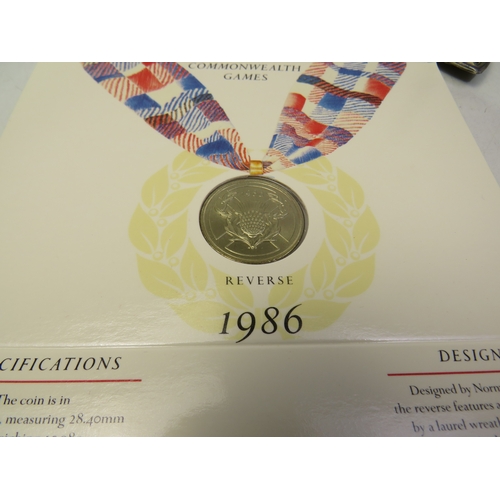 COMMONWEALTH
GAMES
REVERSE
1986
CIFICATIONS
The coin is in
, measuring 28.40mm
DESIGN
Designed by Norm
the reverse features a
by a laurel wreath